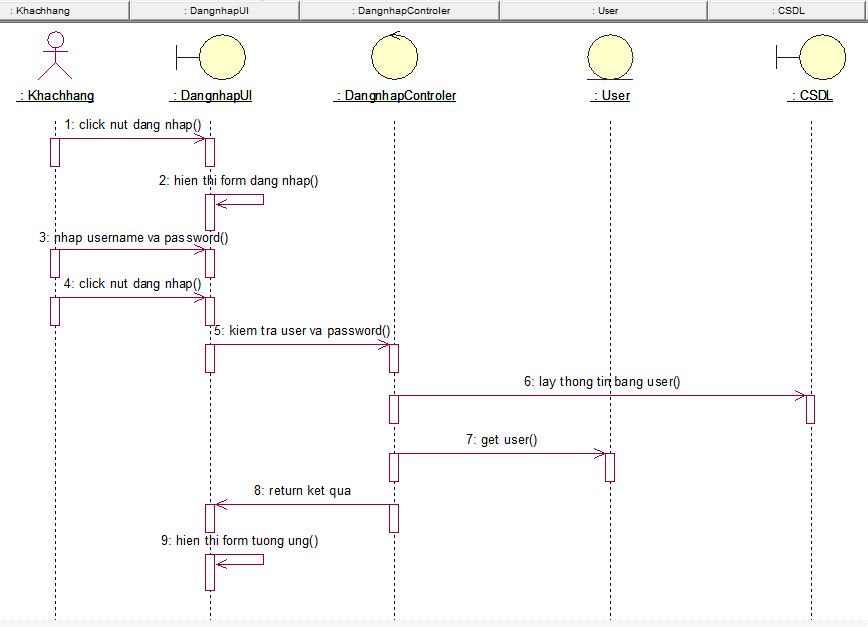 : Khachhang
: DangnhapUI
: DangnhapControler
: User
: CSDL
: Khachhang
: DangnhapUI
: DangnhapControler
: User
: CSDL
1: click nut dang nhap()
2: hien thi form dang nhap()
3: nhap username va password()
4: click nut dang nhap()
5: kiem tra user va password()
6: lay thong tin bang user()
7: get user()
8: return ket qua
9: hien thi form tuong ung()